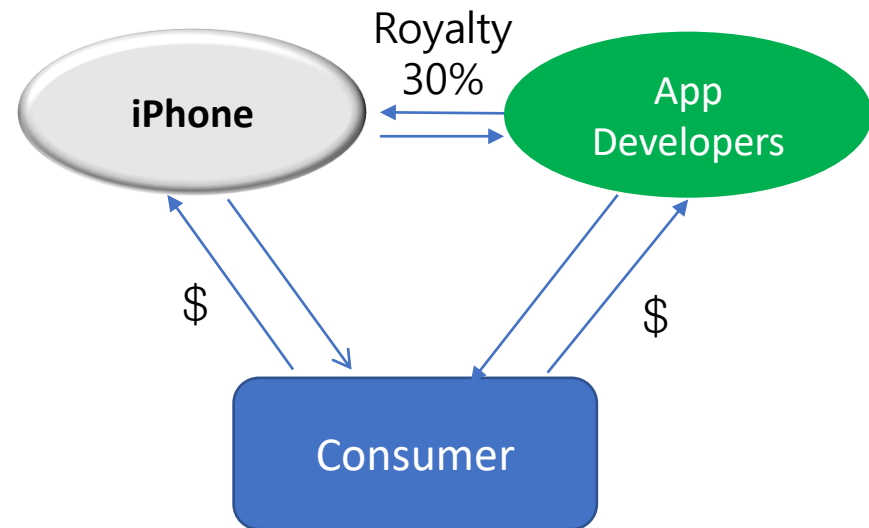 Royalty
30%
iPhone
App
Developers
$
$
Consumer